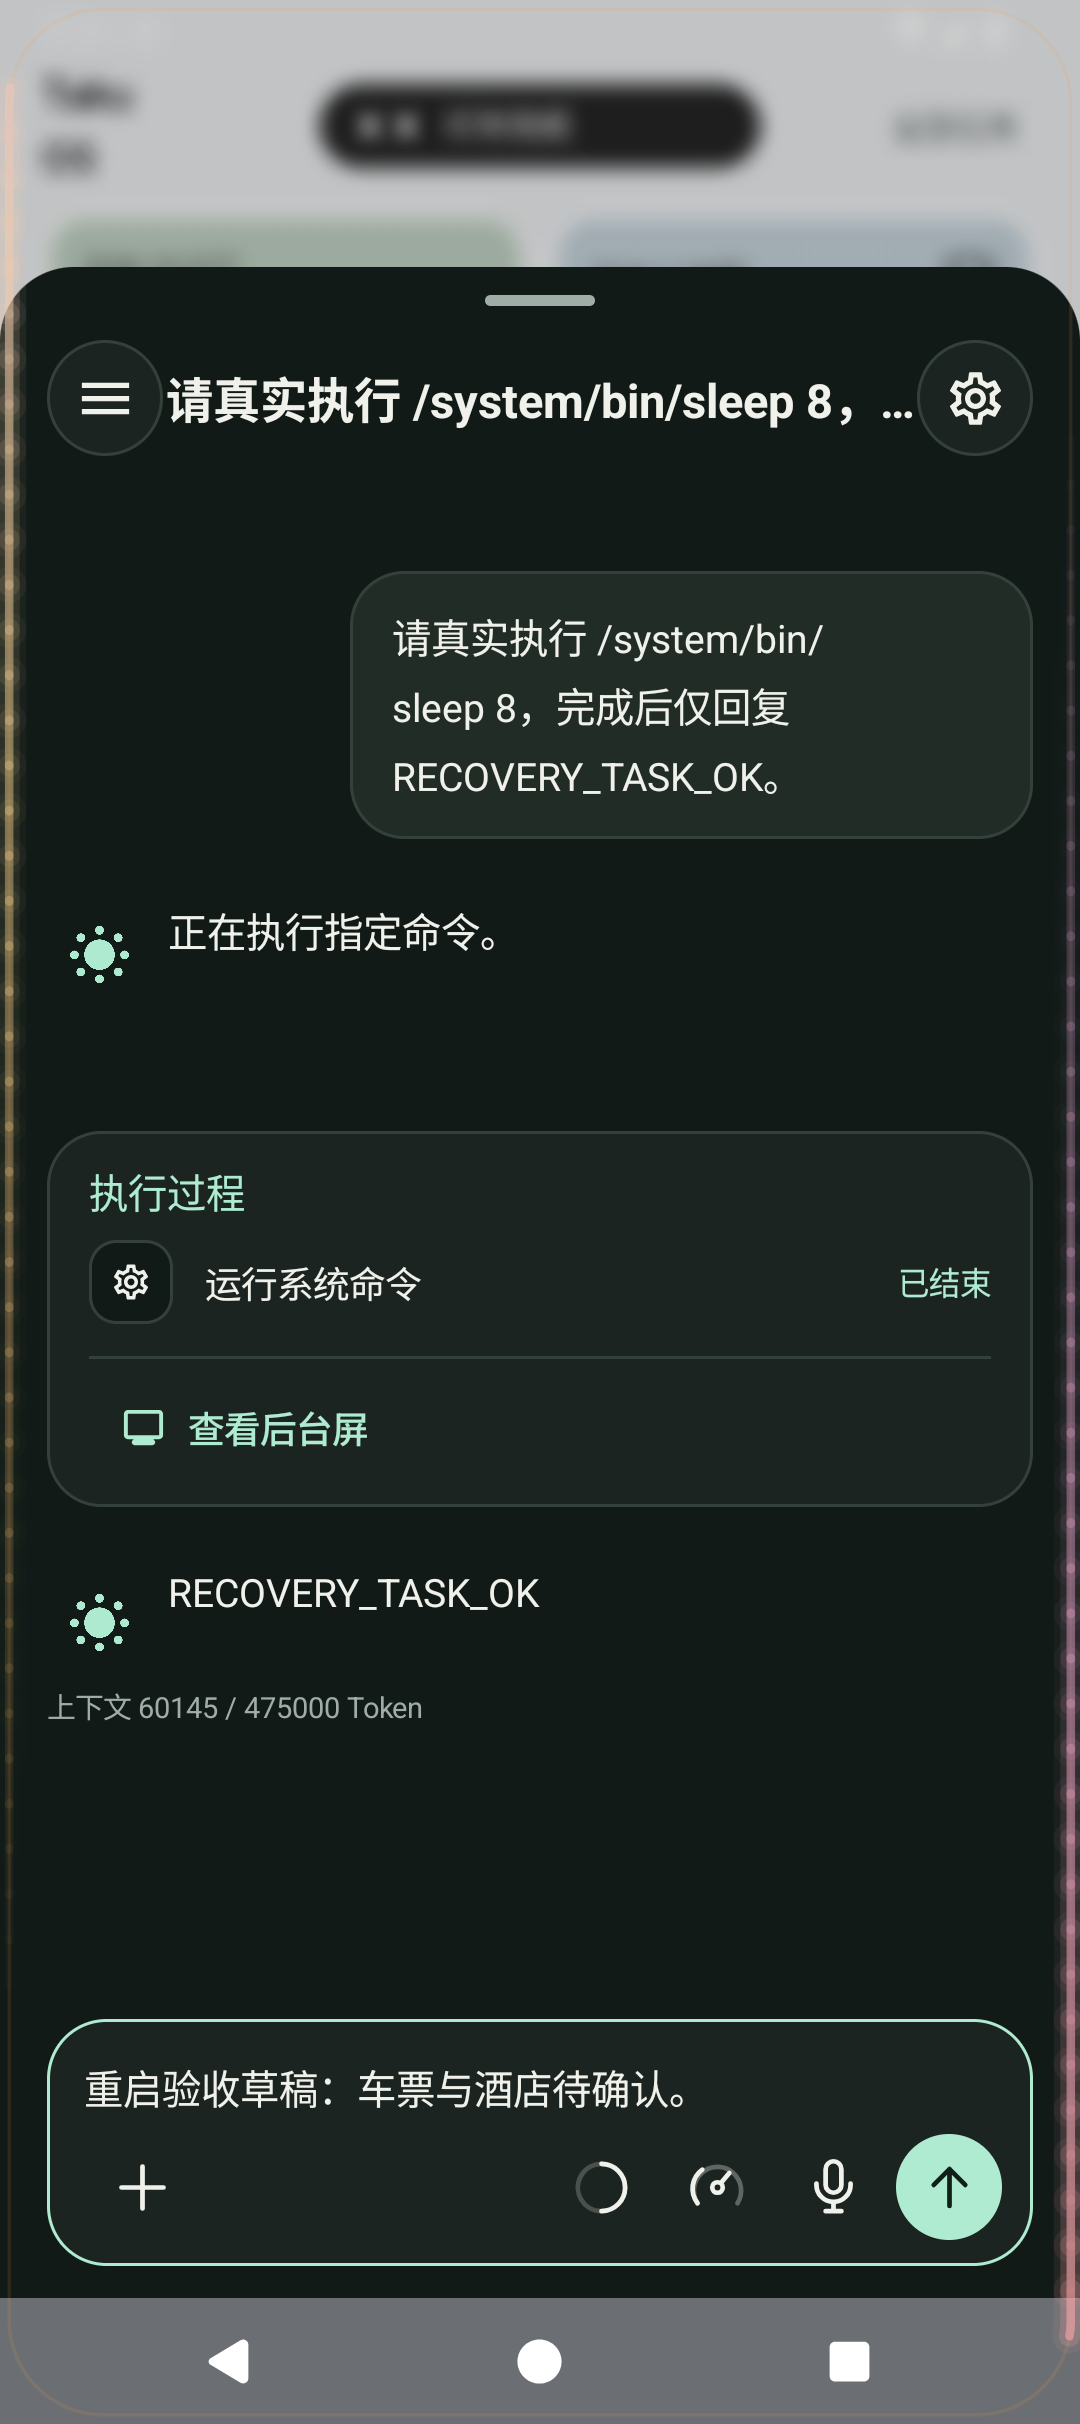 请真实执行 /system/bin/sleep 8，…
请真实执行 /system/bin/
sleep 8，完成后仅回复
RECOVERY_TASK_OK。
正在执行指定命令。
执行过程
运行系统命令
已结束
查看后台屏
RECOVERY_TASK_OK
上下文 60145 / 475000 Token
重启验收草稿：车票与酒店待确认。